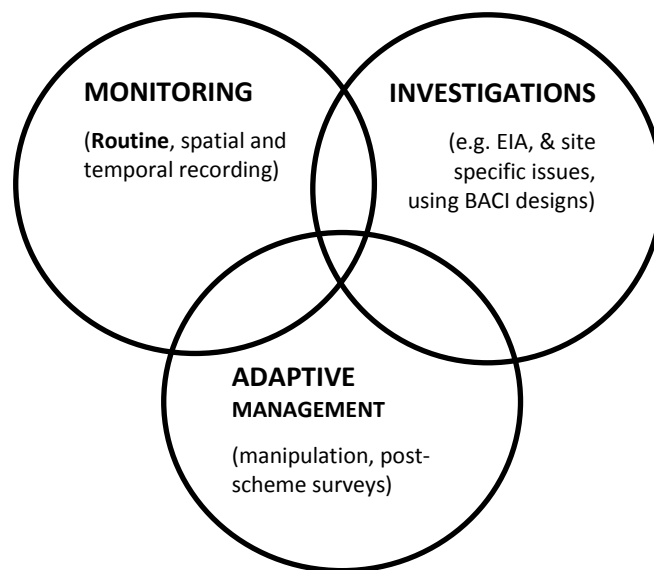 MONITORING
(Routine, spatial and
temporal recording)
INVESTIGATIONS
(e.g. EIA, & site
specific issues,
using BACI designs)
ADAPTIVE
MANAGEMENT
(manipulation, post-
scheme surveys)